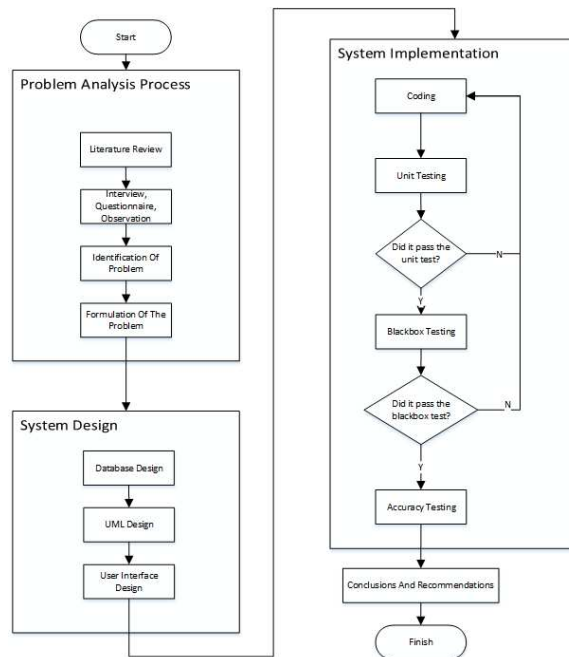 Start
Problem Analysis Process
Literature Review
Interview,
Questionnaire,
Observation
Identification Of
Problem
Formulation Of The
Problem
System Design
Database Design
UML Design
User Interface
Design
System Implementation
Coding
Unit Testing
Did it pass the
unit test?
N
Y
Blackbox Testing
Did it pass the
blackbox test?
N
Y
Accuracy Testing
Conclusions And Recommendations
Finish